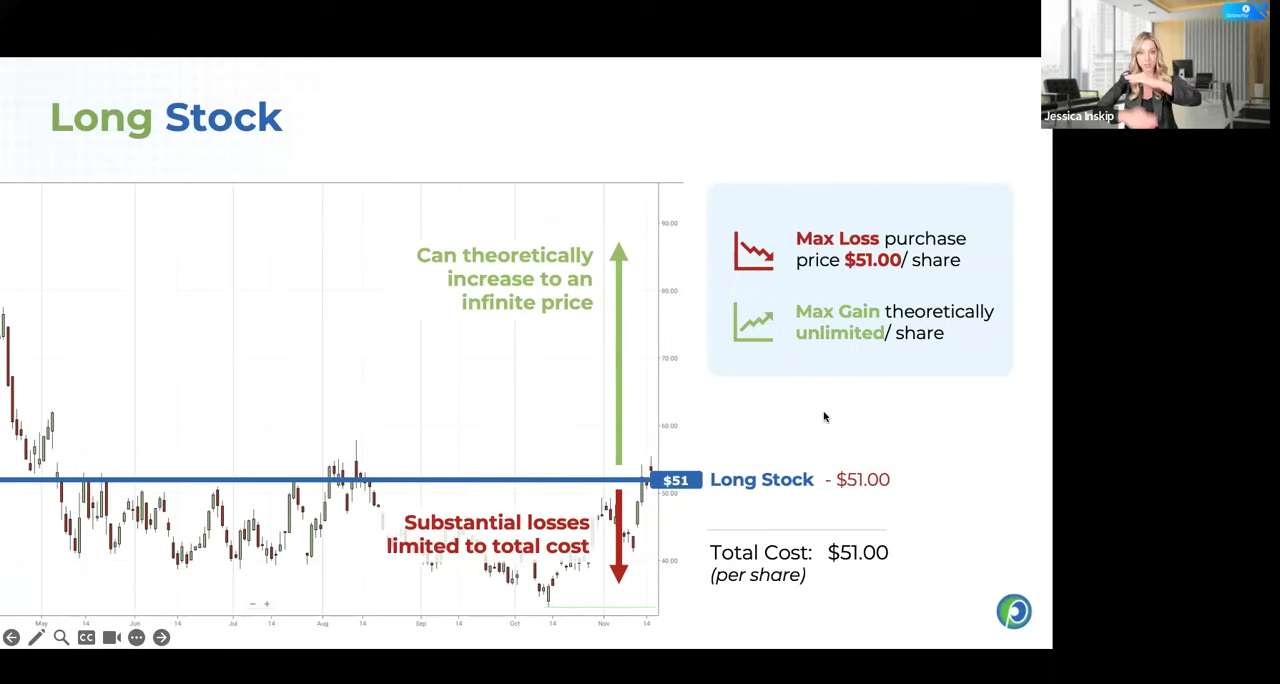 Long Stock
Can theoretically
increase to an
infinite price
Substantial losses
limited to total cost
90.00
80.00
70.00
60.00
50.00
40.00
$51
May
14
Jun
14
Jul
14
Aug
14
Sep
14
Oct
14
Nov
14
Max Loss purchase
price $51.00/ share
Max Gain theoretically
unlimited/ share
Long Stock - $51.00
Total Cost: $51.00
(per share)
CC
Jessica Inskip